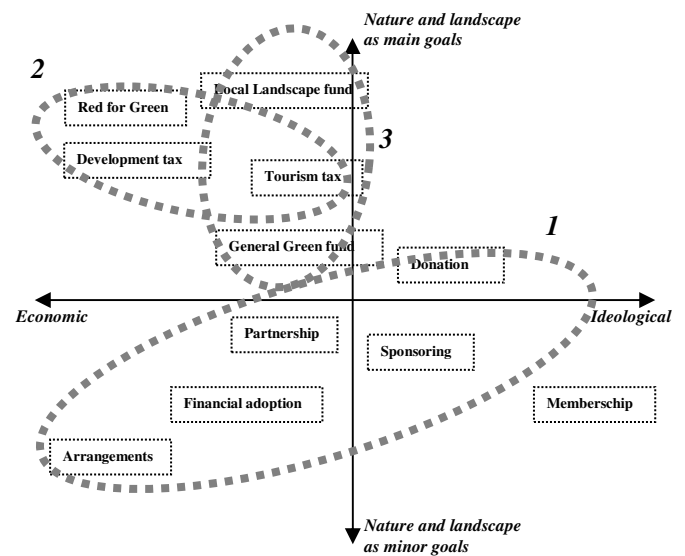 Nature and landscape
as main goals
2
Local Landscape fund
Red for Green
3
Development tax
Tourism tax
1
General Green fund
Donation
Economic
Ideological
Partnership
Sponsoring
Financial adoption
Memberschip
Arrangements
Nature and landscape
as minor goals